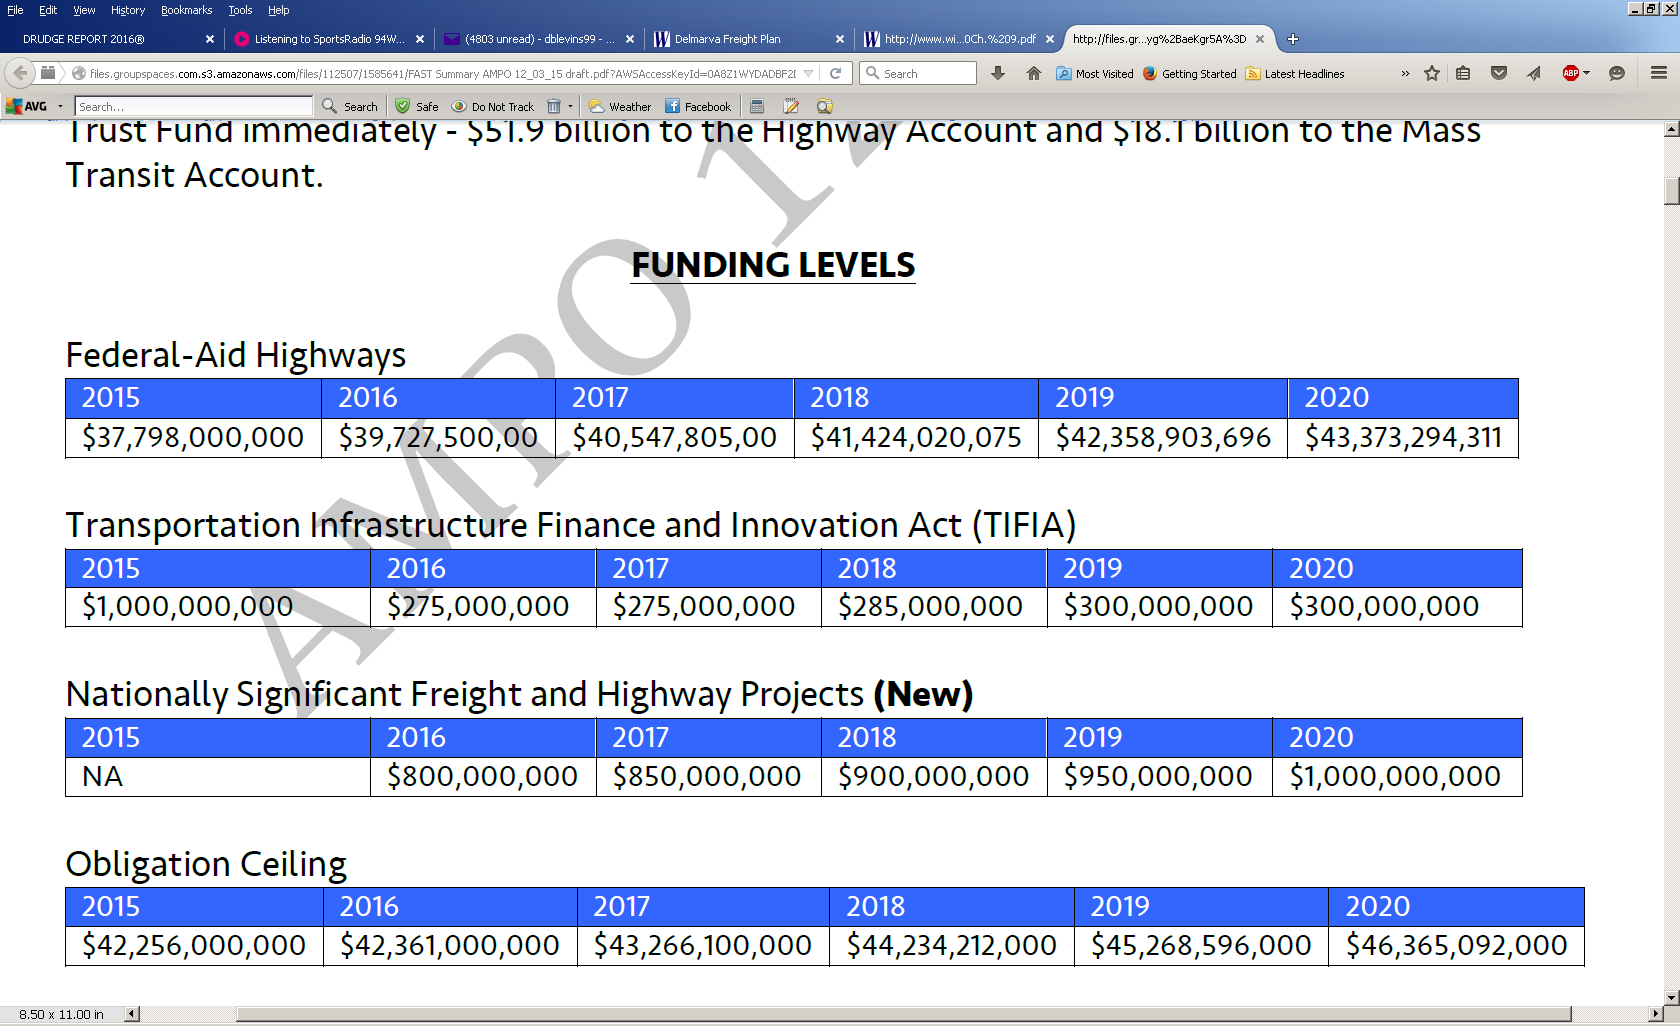 File Edit View History Bookmarks Tools Help
DRUDGE REPORT 2016® Listening to SportsRadio 94W... (4803 unread) - dblevins99 - ... Delmarva Freight Plan http://www.wi...0Ch.%209.pdf http://files.gr...yg%2BaeKgr5A%3D
files.groupspaces.com.s3.amazonaws.com/files/112507/1585641/FAST Summary AMPO 12_03_15 draft.pdf?AWSAccessKeyId=0A8Z1WYDADBF2 Search Most Visited Getting Started Latest Headlines » ABP
AVG Search... Search Safe Do Not Track Weather Facebook
Trust Fund immediately - $51.9 billion to the Highway Account and $18.1 billion to the Mass
Transit Account.
FUNDING LEVELS
Federal-Aid Highways
2015 2016 2017 2018 2019 2020
$37,798,000,000 $39,727,500,00 $40,547,805,00 $41,424,020,075 $42,358,903,696 $43,373,294,311
Transportation Infrastructure Finance and Innovation Act (TIFIA)
2015 2016 2017 2018 2019 2020
$1,000,000,000 $275,000,000 $275,000,000 $285,000,000 $300,000,000 $300,000,000
Nationally Significant Freight and Highway Projects (New)
2015 2016 2017 2018 2019 2020
NA $800,000,000 $850,000,000 $900,000,000 $950,000,000 $1,000,000,000
Obligation Ceiling
2015 2016 2017 2018 2019 2020
$42,256,000,000 $42,361,000,000 $43,266,100,000 $44,234,212,000 $45,268,596,000 $46,365,092,000
AMPO 1
8.50 x 11.00 in